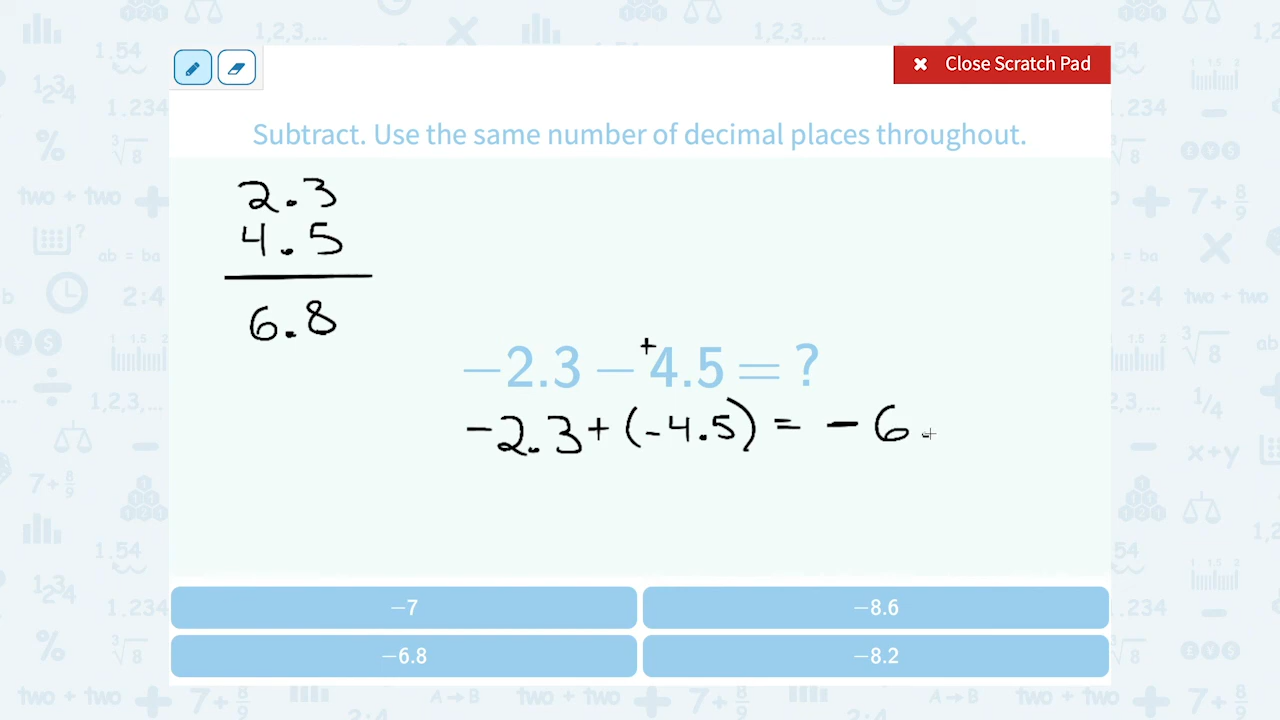 Close Scratch Pad
Subtract. Use the same number of decimal places throughout.
2.3
4.5
6.8
+
−2.3 − 4.5 = ?
-2.3 + (-4.5) = - 6
−7
−8.6
−6.8
−8.2